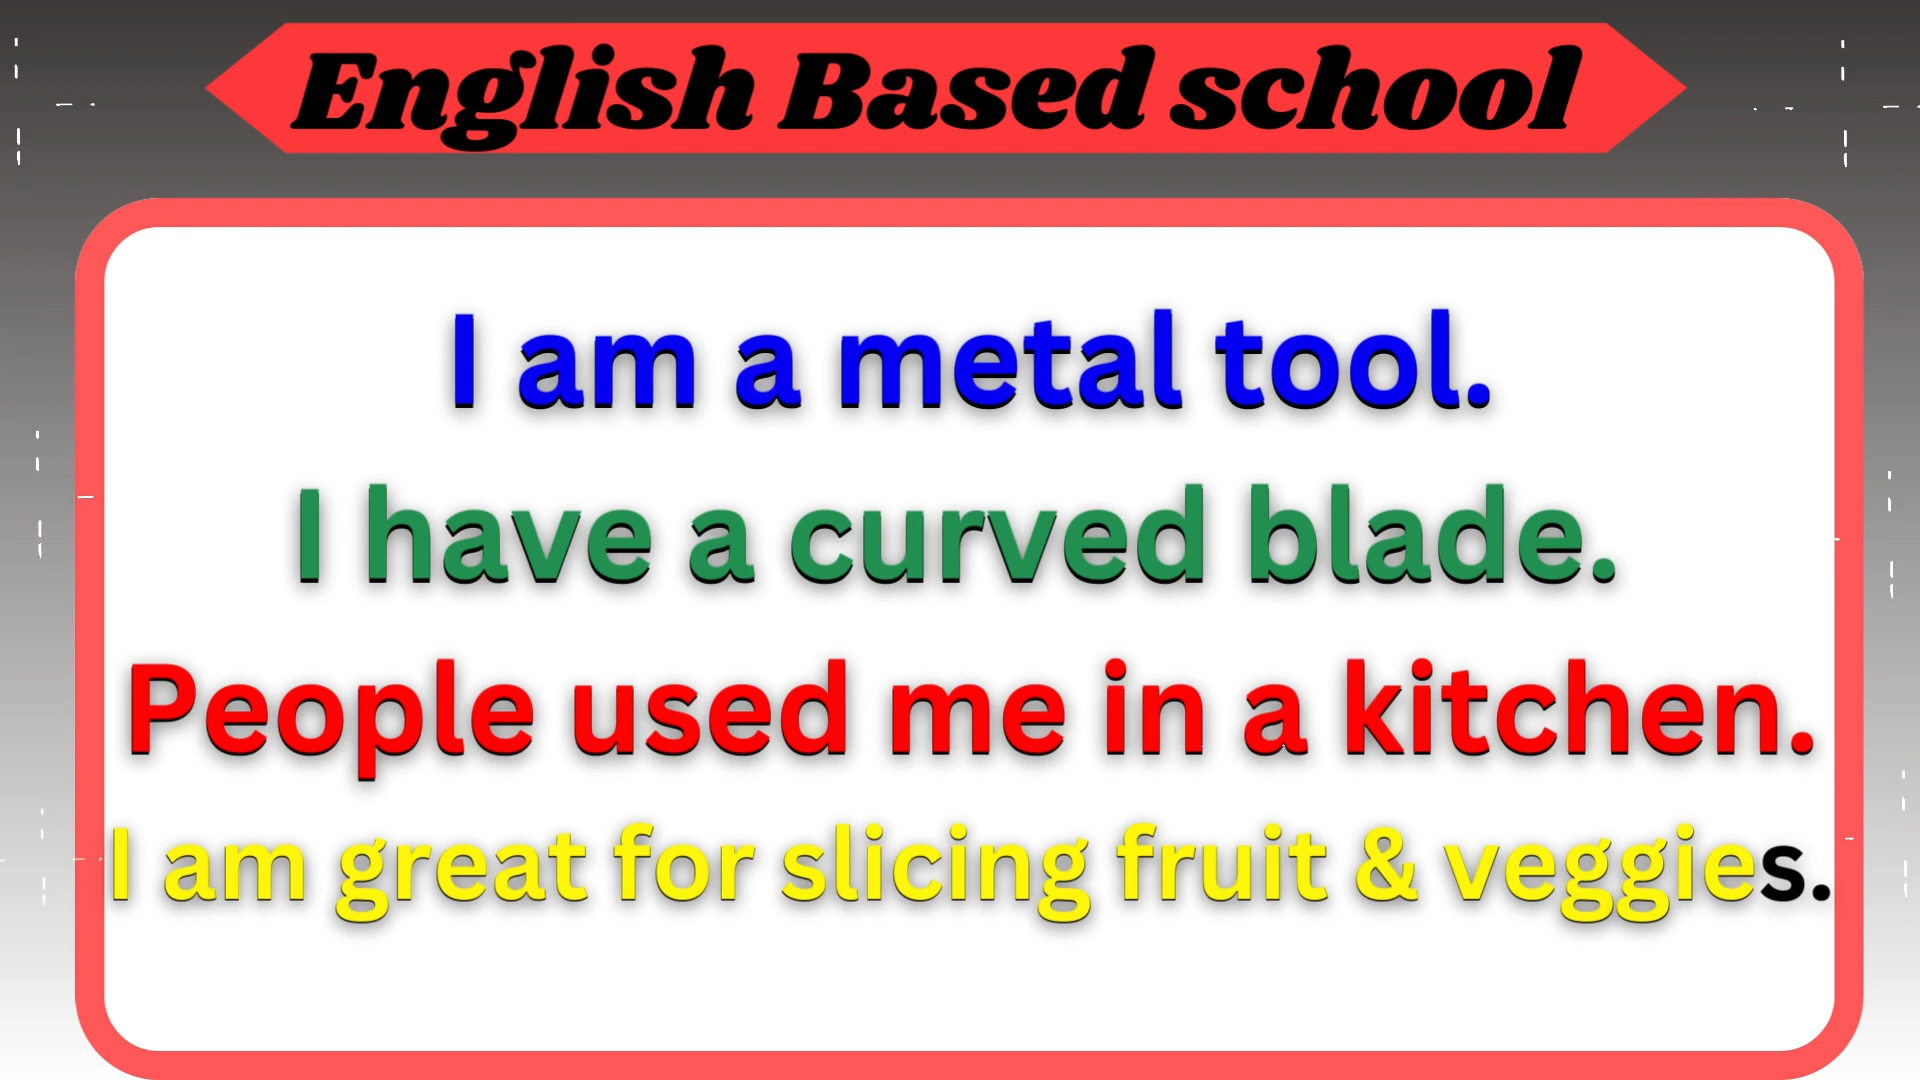 English Based school
I am a metal tool.
I have a curved blade.
People used me in a kitchen.
I am great for slicing fruit & veggies.